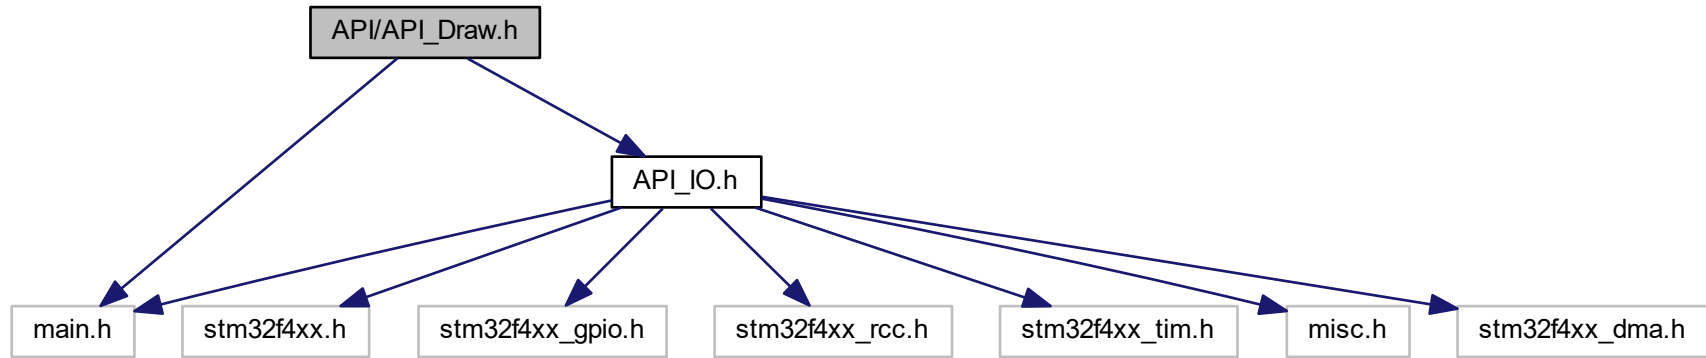 API/API_Draw.h
API_IO.h
main.h
stm32f4xx.h
stm32f4xx_gpio.h
stm32f4xx_rcc.h
stm32f4xx_tim.h
misc.h
stm32f4xx_dma.h